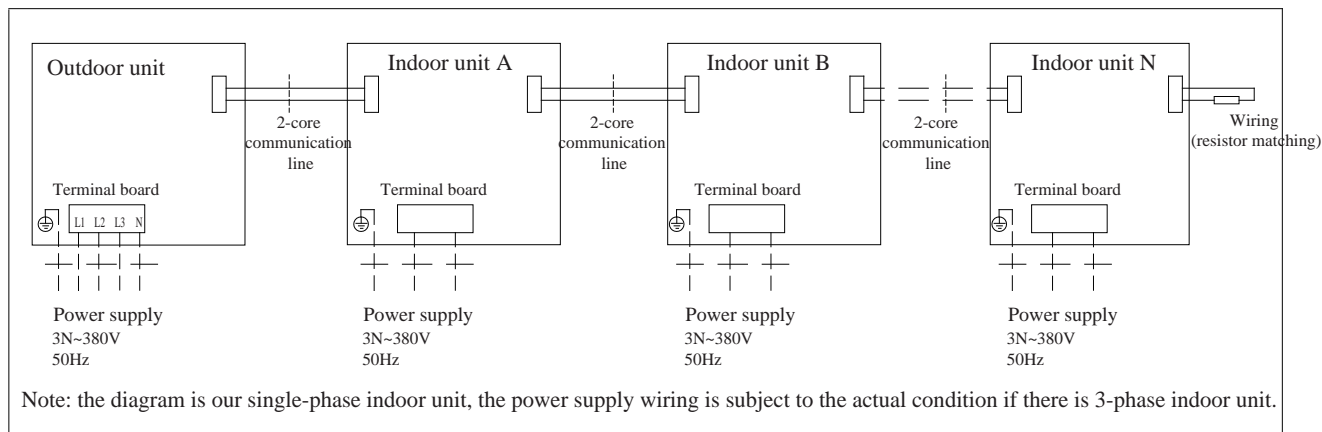 Outdoor unit
Indoor unit A
Indoor unit B
Indoor unit N
2-core
communication
line
2-core
communication
line
2-core
communication
line
Wiring
(resistor matching)
Terminal board
L1 L2 L3 N
Terminal board
Terminal board
Terminal board
Power supply
3N~380V
50Hz
Power supply
3N~380V
50Hz
Power supply
3N~380V
50Hz
Power supply
3N~380V
50Hz
Note: the diagram is our single-phase indoor unit, the power supply wiring is subject to the actual condition if there is 3-phase indoor unit.